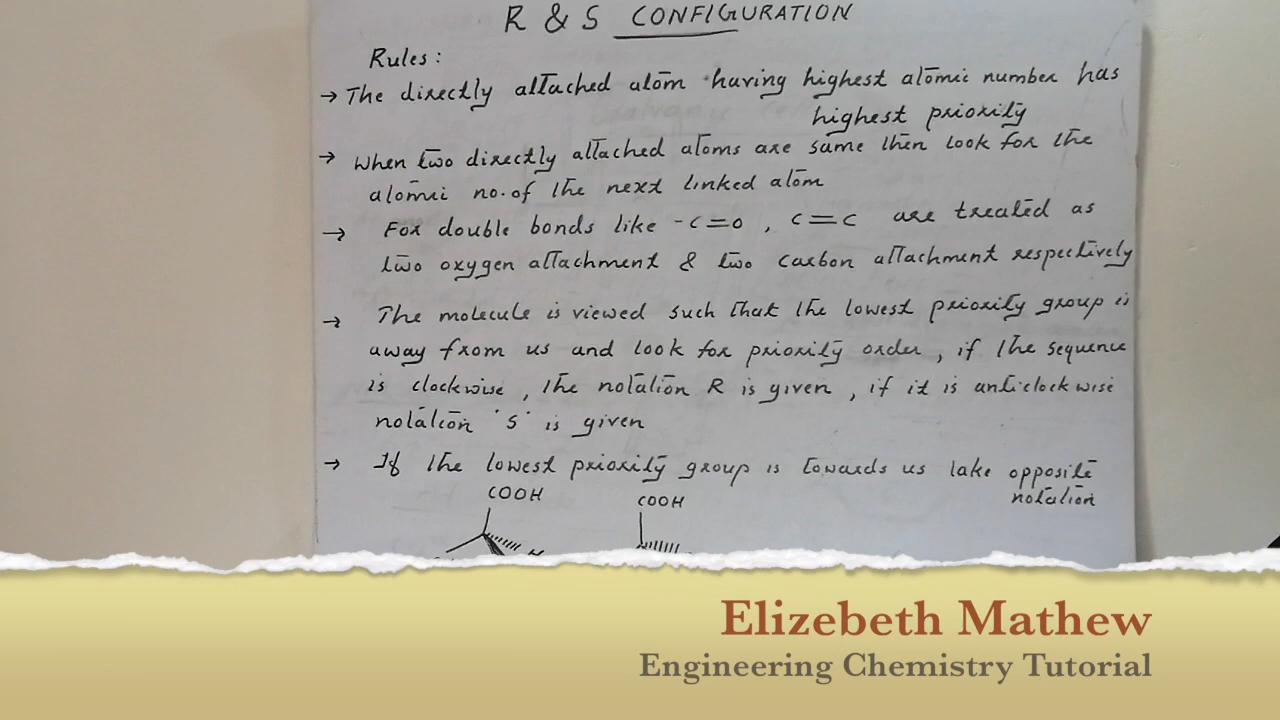 R & S CONFIGURATION
Rules:
→ The directly attached atom having highest atomic number has
highest priority
→ When two directly attached atoms are same then look for the
atomic no. of the next linked atom
→ For double bonds like -C=O, C=C are treated as
two oxygen attachment & two carbon attachment respectively
→ The molecule is viewed such that the lowest priority group is
away from us and look for priority order, if the sequence
is clockwise, the notation R is given, if it is anticlockwise
notation 'S' is given
→ If the lowest priority group is towards us take opposite
notation
COOH COOH
Elizebeth Mathew
Engineering Chemistry Tutorial